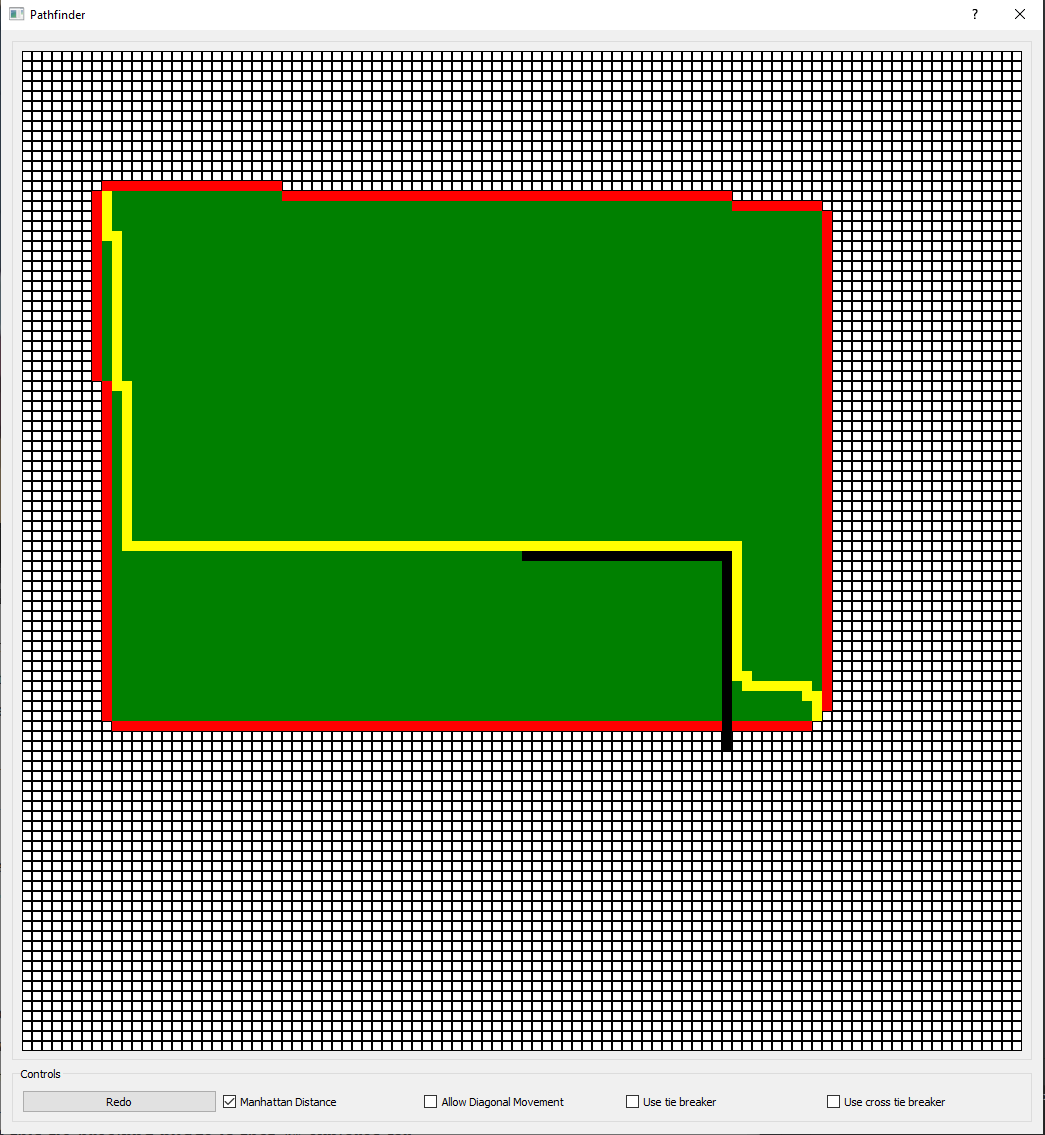 Pathfinder
Controls
Redo
Manhattan Distance
Allow Diagonal Movement
Use tie breaker
Use cross tie breaker